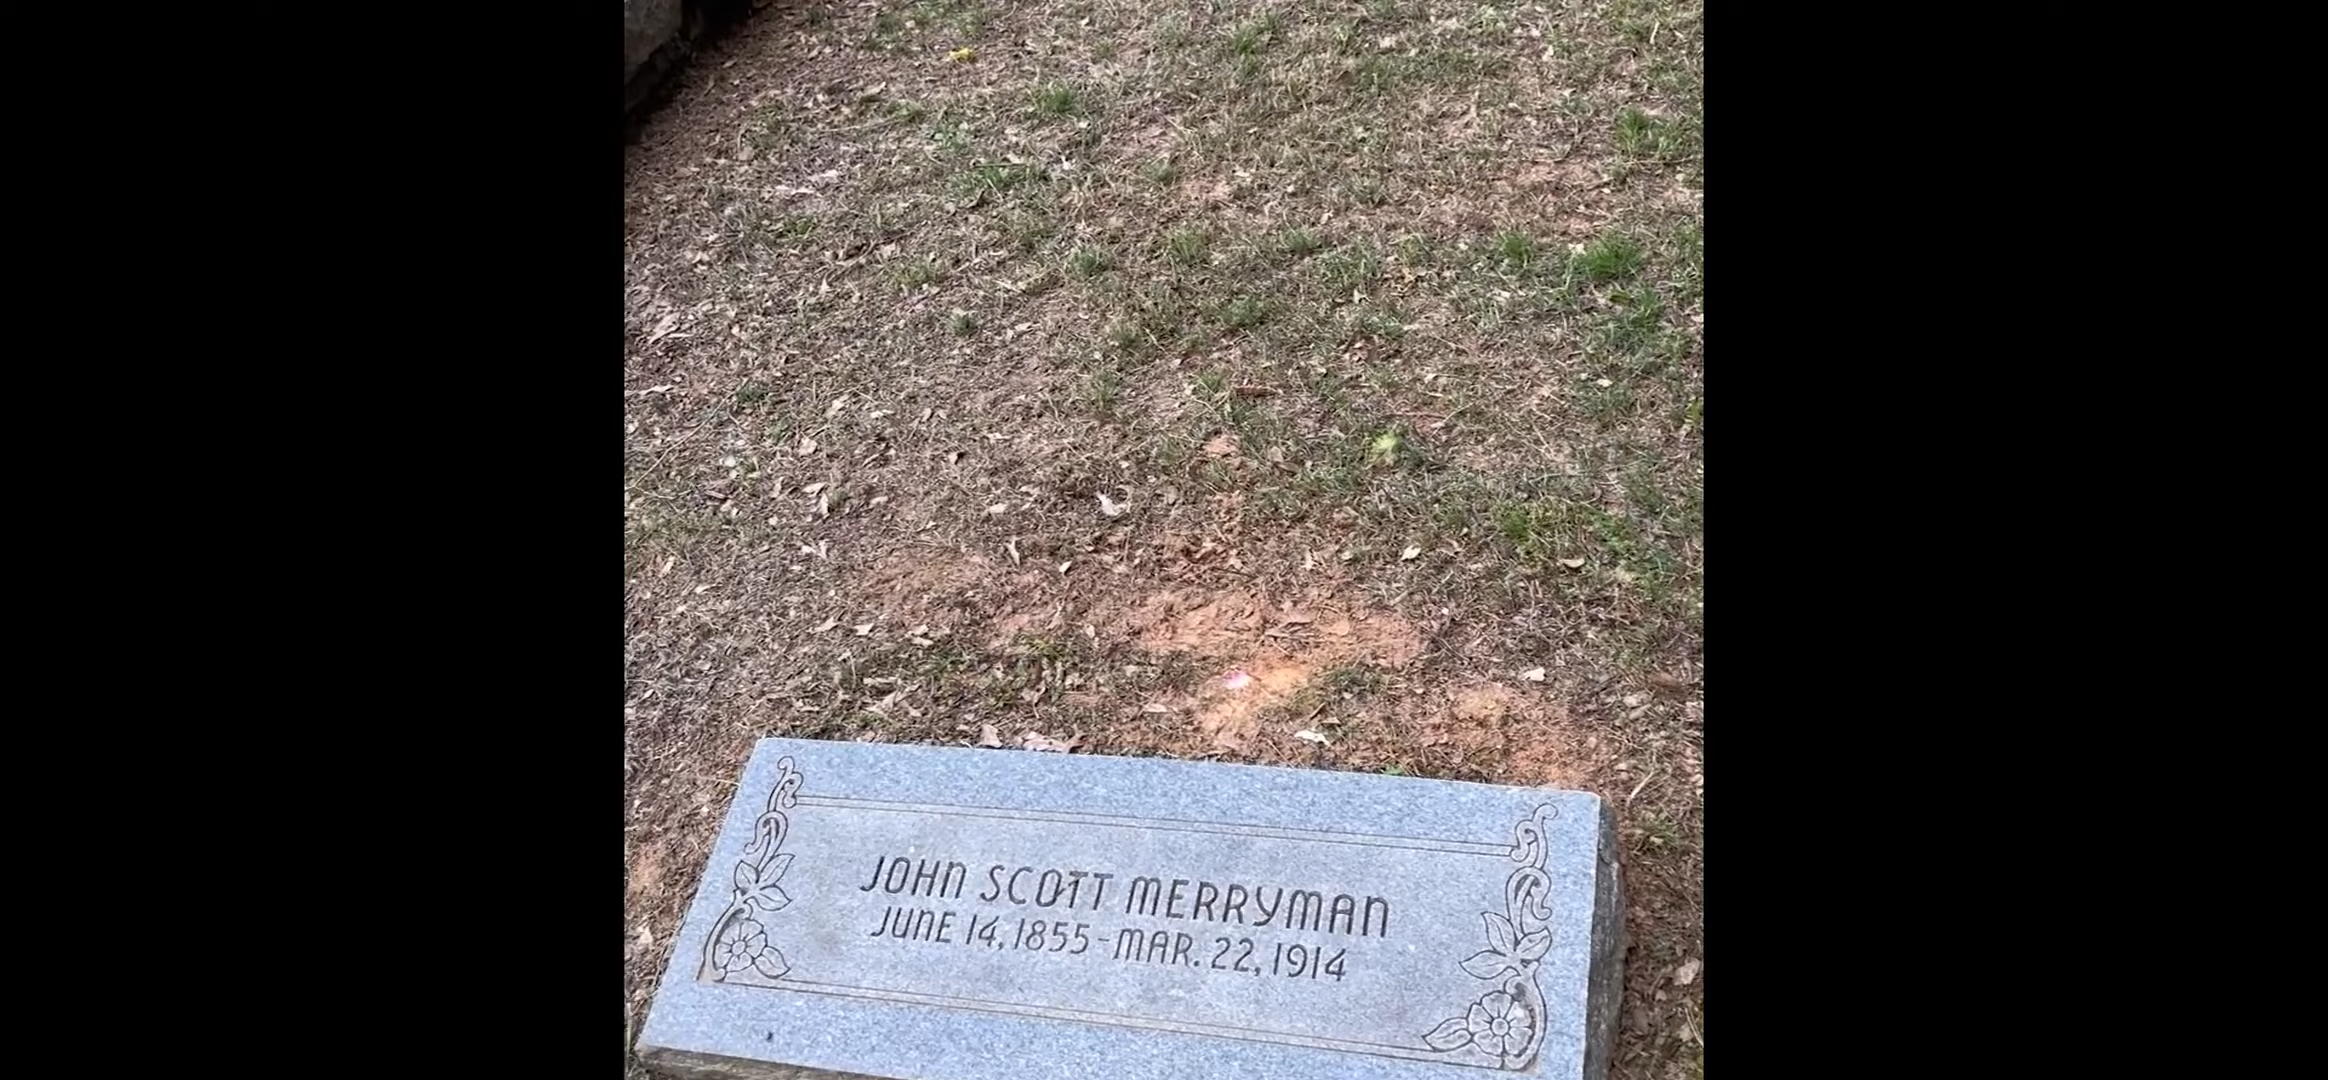 JOHN SCOTT MERRYMAN
JUNE 14, 1855 - MAR. 22, 1914